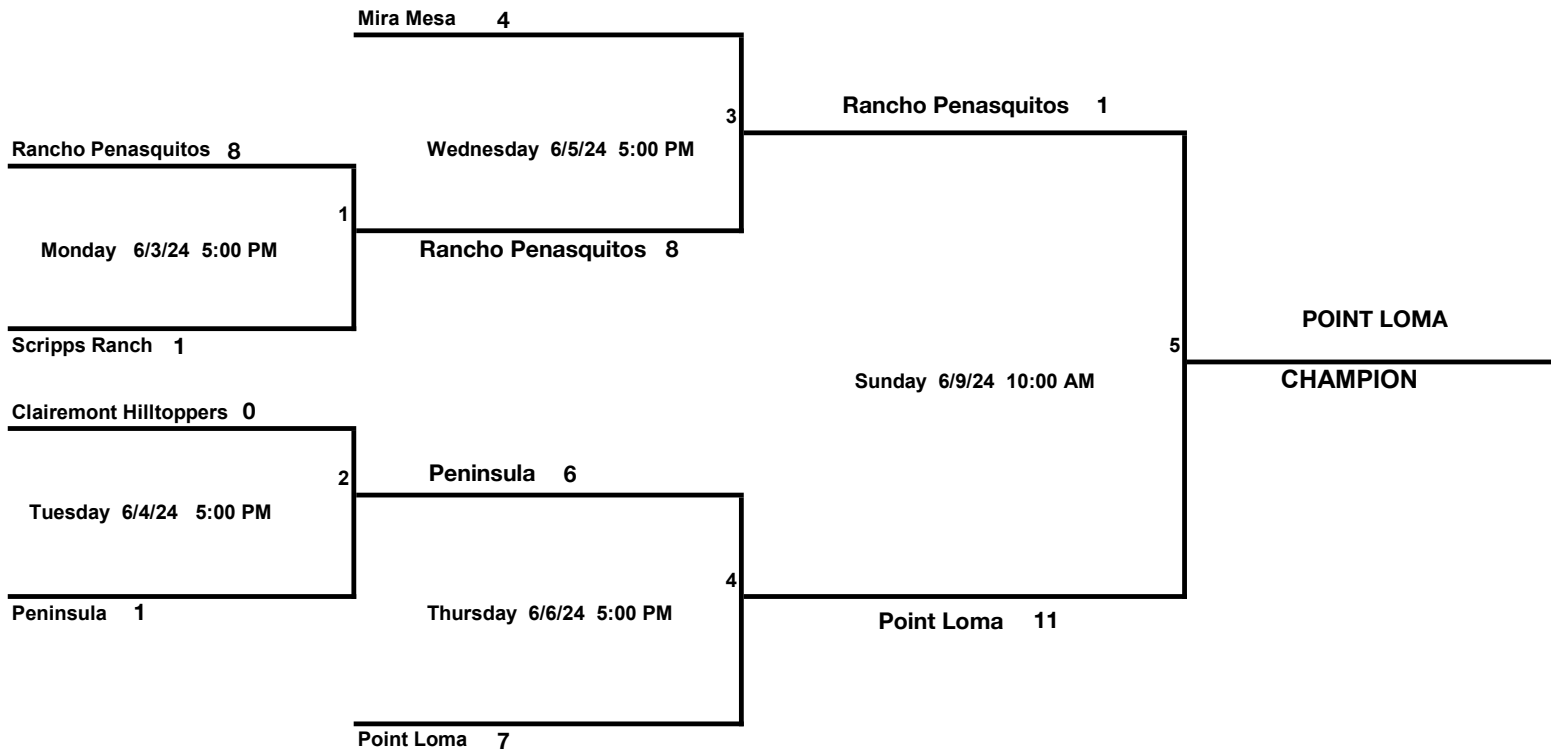 Mira Mesa 4
Rancho Penasquitos 1
3
Rancho Penasquitos 8
Wednesday 6/5/24 5:00 PM
1
Monday 6/3/24 5:00 PM
Rancho Penasquitos 8
Scripps Ranch 1
POINT LOMA
5
Sunday 6/9/24 10:00 AM
CHAMPION
Clairemont Hilltoppers 0
Peninsula 6
2
Tuesday 6/4/24 5:00 PM
4
Peninsula 1
Thursday 6/6/24 5:00 PM
Point Loma 11
Point Loma 7